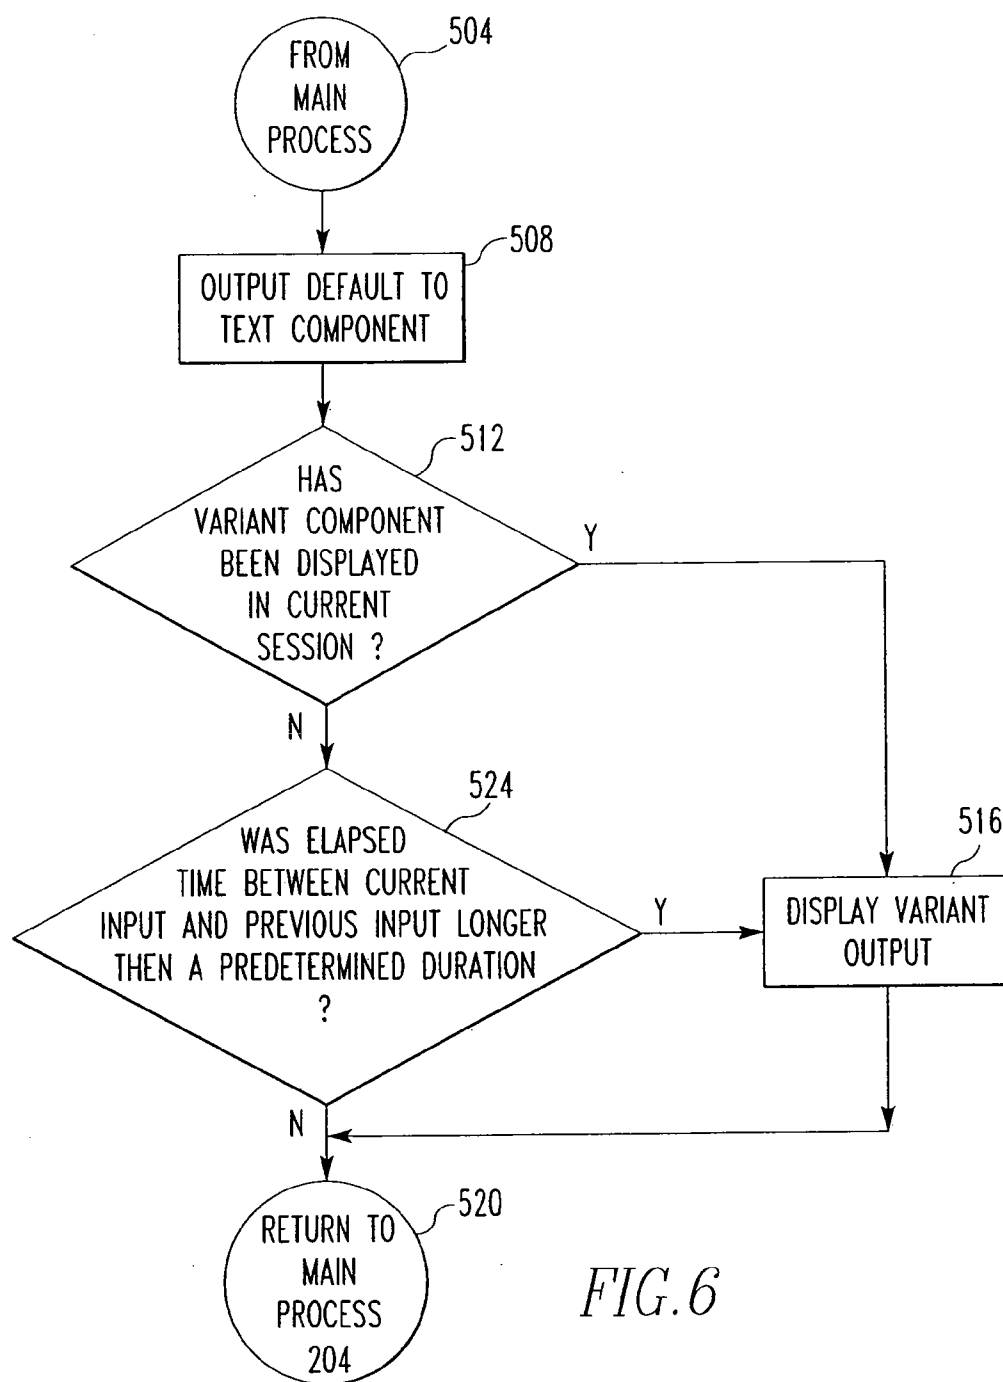 504
FROM
MAIN
PROCESS
508
OUTPUT DEFAULT TO
TEXT COMPONENT
512
HAS
VARIANT COMPONENT
BEEN DISPLAYED
IN CURRENT
SESSION ?
Y
N
524
WAS ELAPSED
TIME BETWEEN CURRENT
INPUT AND PREVIOUS INPUT LONGER
THEN A PREDETERMINED DURATION
?
Y
516
DISPLAY VARIANT
OUTPUT
N
520
RETURN TO
MAIN
PROCESS
204
FIG.6